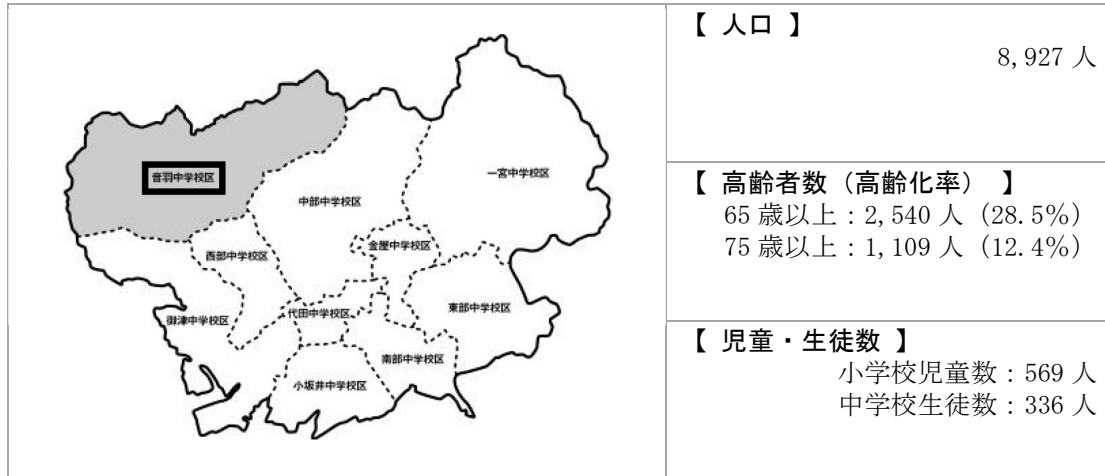 音羽中学校区
一宮中学校区
中部中学校区
金屋中学校区
西部中学校区
東部中学校区
代田中学校区
御津中学校区
南部中学校区
小坂井中学校区
【 人口 】
8,927 人
【 高齢者数（高齢化率） 】
65 歳以上：2,540 人（28.5％）
75 歳以上：1,109 人（12.4％）
【 児童・生徒数 】
小学校児童数：569 人
中学校生徒数：336 人